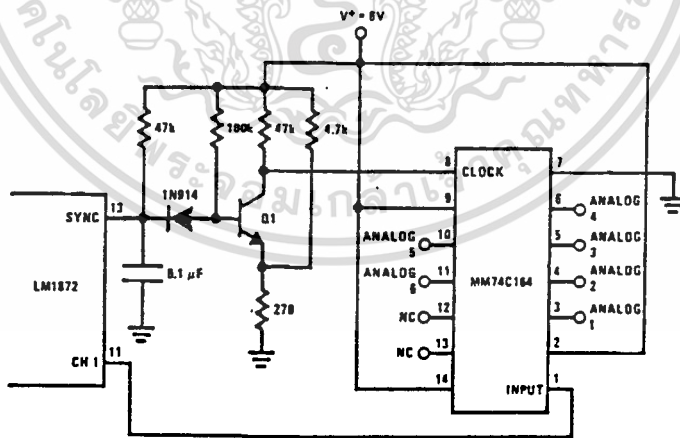 V+ = 6V
47k
100k
47k
4.7k
1N914
Q1
270
SYNC
13
0.1 µF
LM1872
CH 1
11
8
CLOCK
7
9
6
ANALOG 4
ANALOG 5
10
5
ANALOG 3
ANALOG 6
11
MM74C164
4
ANALOG 2
NC
12
3
ANALOG 1
NC
13
2
14
INPUT
1